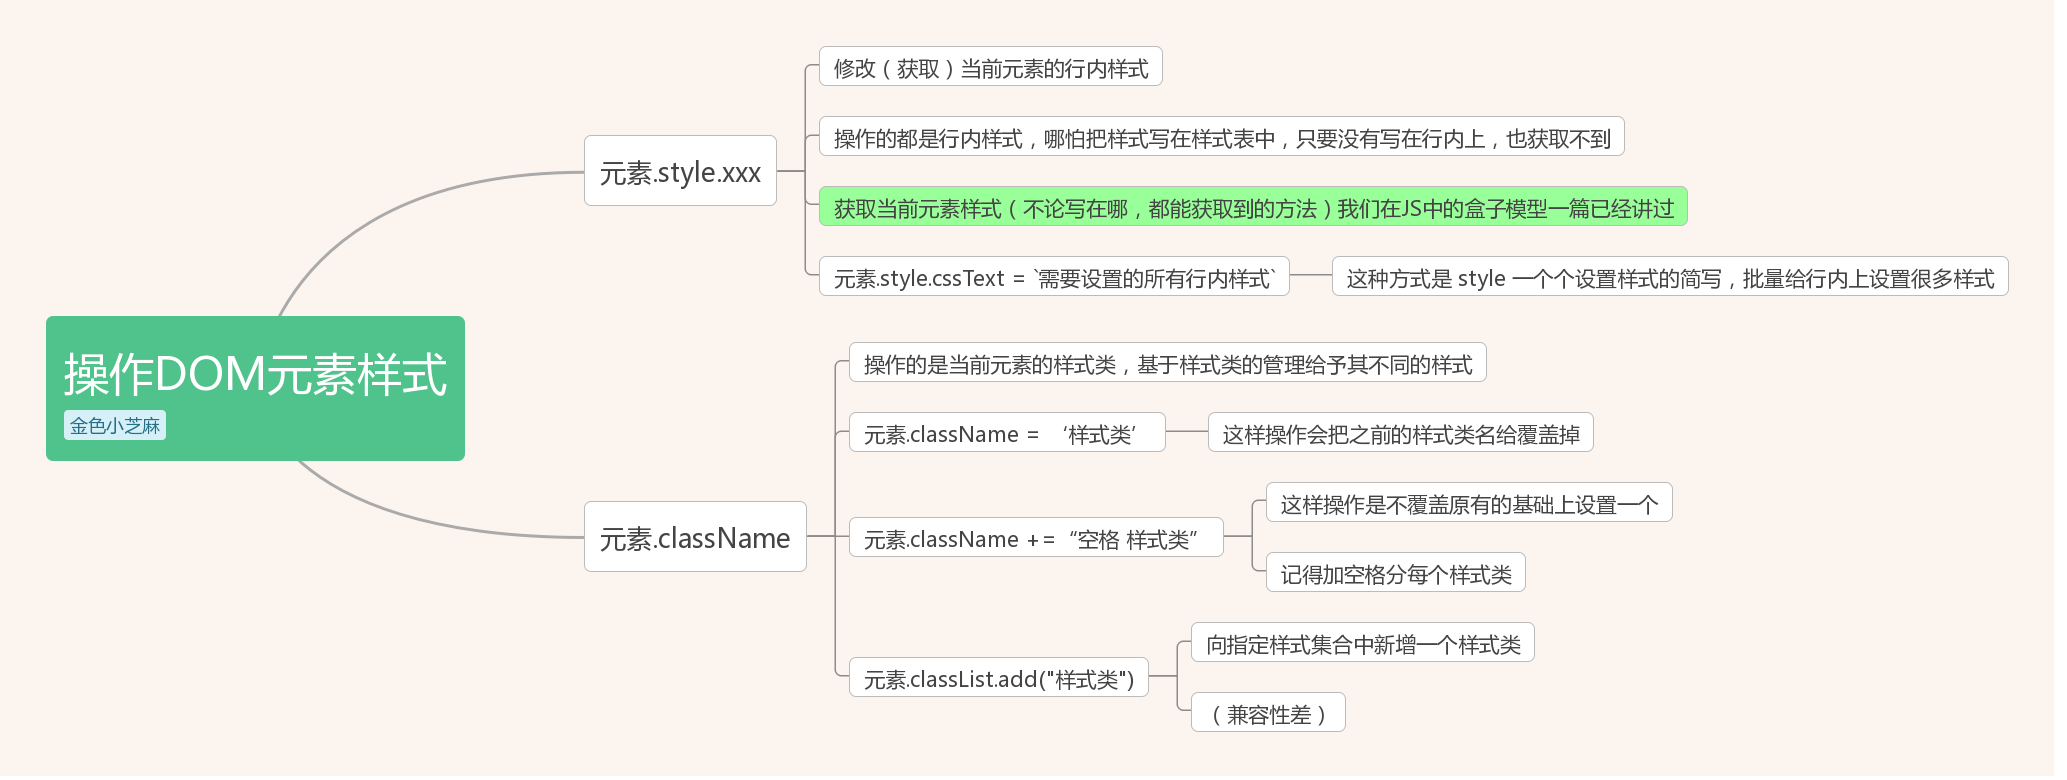 操作DOM元素样式
金色小芝麻
元素.style.xxx
修改（获取）当前元素的行内样式
操作的都是行内样式，哪怕把样式写在样式表中，只要没有写在行内上，也获取不到
获取当前元素样式（不论写在哪，都能获取到的方法）我们在JS中的盒子模型一篇已经讲过
元素.style.cssText = `需要设置的所有行内样式`
这种方式是 style 一个个设置样式的简写，批量给行内上设置很多样式
元素.className
操作的是当前元素的样式类，基于样式类的管理给予其不同的样式
元素.className = ‘样式类’
这样操作会把之前的样式类名给覆盖掉
元素.className +=“空格 样式类”
这样操作是不覆盖原有的基础上设置一个
记得加空格分每个样式类
元素.classList.add("样式类")
向指定样式集合中新增一个样式类
（兼容性差）